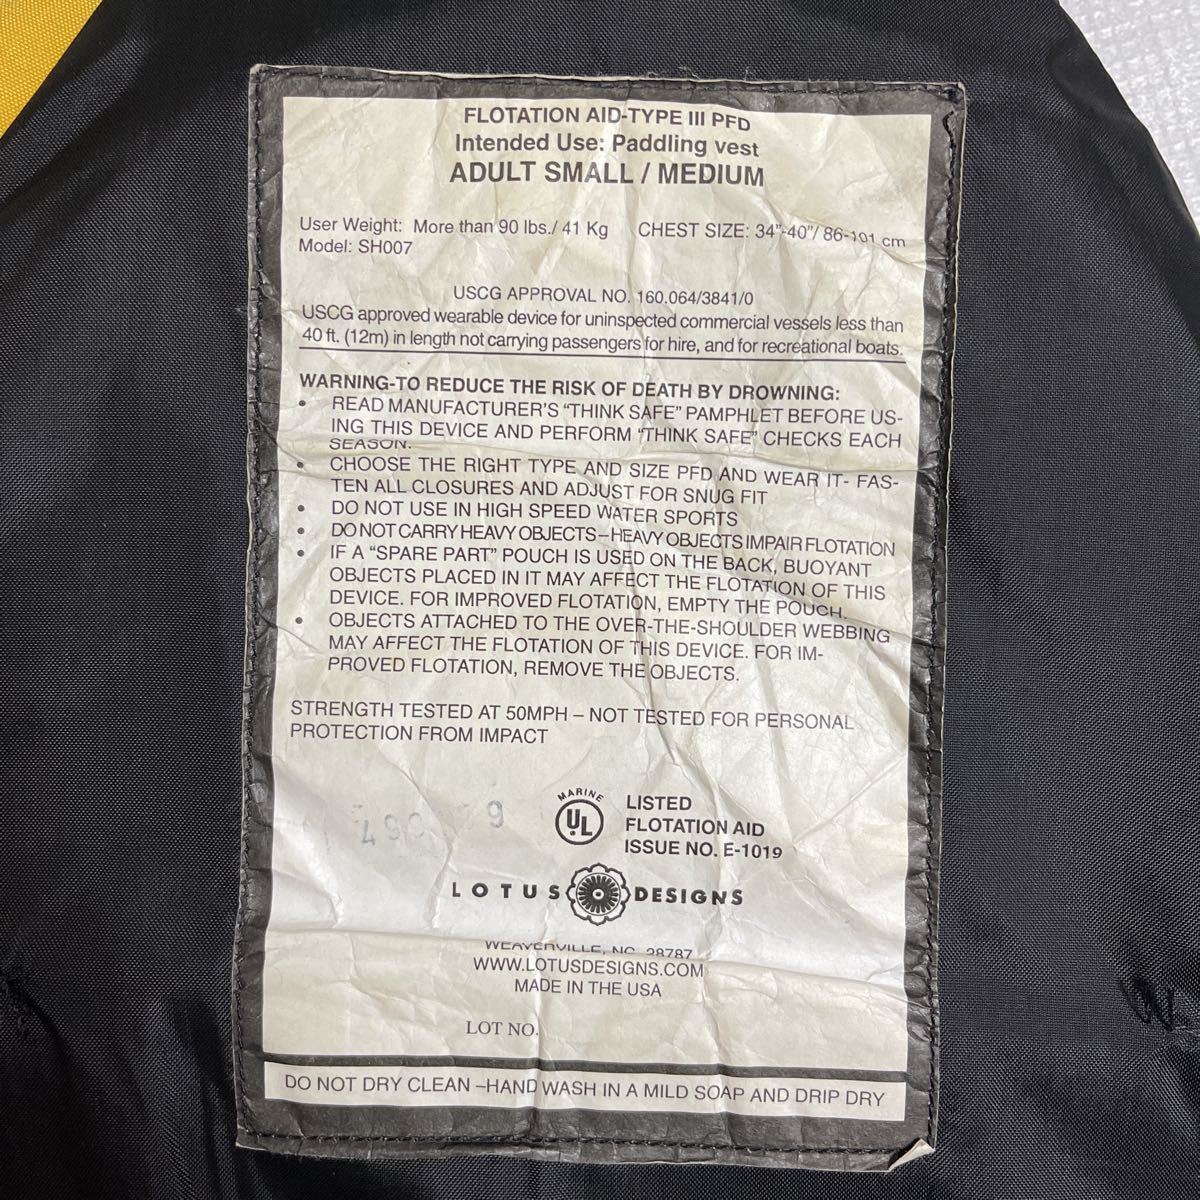 FLOTATION AID-TYPE III PFD
Intended Use: Paddling vest
ADULT SMALL / MEDIUM
User Weight: More than 90 lbs./ 41 Kg CHEST SIZE: 34"-40"/ 86-101 cm
Model: SH007
USCG APPROVAL NO. 160.064/3841/0
USCG approved wearable device for uninspected commercial vessels less than
40 ft. (12m) in length not carrying passengers for hire, and for recreational boats.
WARNING-TO REDUCE THE RISK OF DEATH BY DROWNING:
• READ MANUFACTURER'S "THINK SAFE" PAMPHLET BEFORE US-
ING THIS DEVICE AND PERFORM "THINK SAFE" CHECKS EACH
SEASON.
• CHOOSE THE RIGHT TYPE AND SIZE PFD AND WEAR IT- FAS-
TEN ALL CLOSURES AND ADJUST FOR SNUG FIT
• DO NOT USE IN HIGH SPEED WATER SPORTS
• DO NOT CARRY HEAVY OBJECTS – HEAVY OBJECTS IMPAIR FLOTATION
• IF A "SPARE PART" POUCH IS USED ON THE BACK, BUOYANT
OBJECTS PLACED IN IT MAY AFFECT THE FLOTATION OF THIS
DEVICE. FOR IMPROVED FLOTATION, EMPTY THE POUCH.
• OBJECTS ATTACHED TO THE OVER-THE-SHOULDER WEBBING
MAY AFFECT THE FLOTATION OF THIS DEVICE. FOR IM-
PROVED FLOTATION, REMOVE THE OBJECTS.
STRENGTH TESTED AT 50MPH – NOT TESTED FOR PERSONAL
PROTECTION FROM IMPACT
MARINE
UL
LISTED
FLOTATION AID
ISSUE NO. E-1019
LOTUS DESIGNS
WEAVERVILLE, NC 28787
WWW.LOTUSDESIGNS.COM
MADE IN THE USA
LOT NO.
DO NOT DRY CLEAN –HAND WASH IN A MILD SOAP AND DRIP DRY